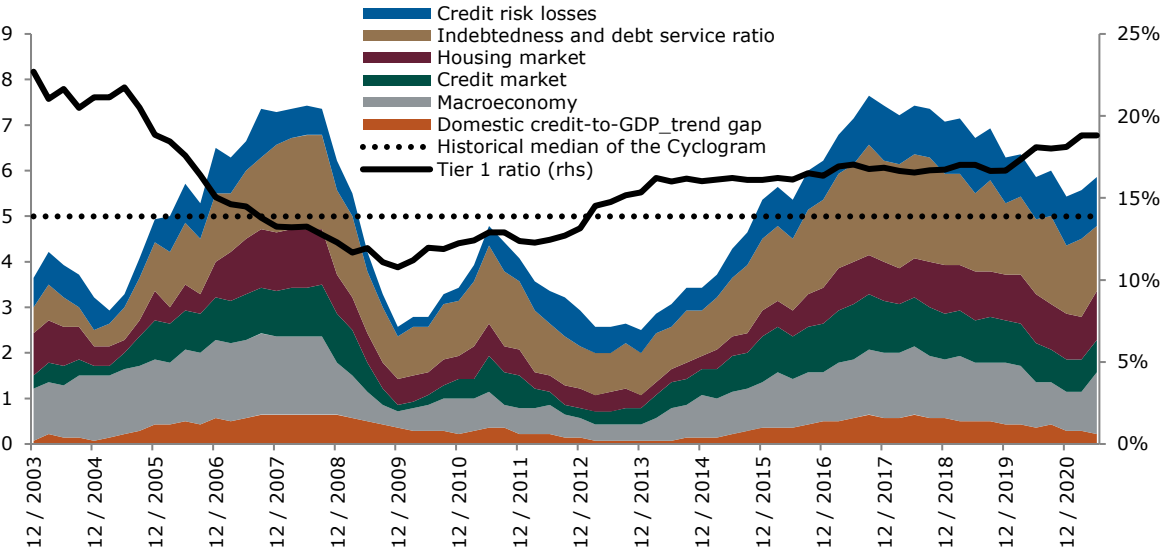 Credit risk losses
Indebtedness and debt service ratio
Housing market
Credit market
Macroeconomy
Domestic credit-to-GDP_trend gap
Historical median of the Cyclogram
Tier 1 ratio (rhs)
9
8
7
6
5
4
3
2
1
0
25%
20%
15%
10%
5%
0%
12 / 2003
12 / 2004
12 / 2005
12 / 2006
12 / 2007
12 / 2008
12 / 2009
12 / 2010
12 / 2011
12 / 2012
12 / 2013
12 / 2014
12 / 2015
12 / 2016
12 / 2017
12 / 2018
12 / 2019
12 / 2020